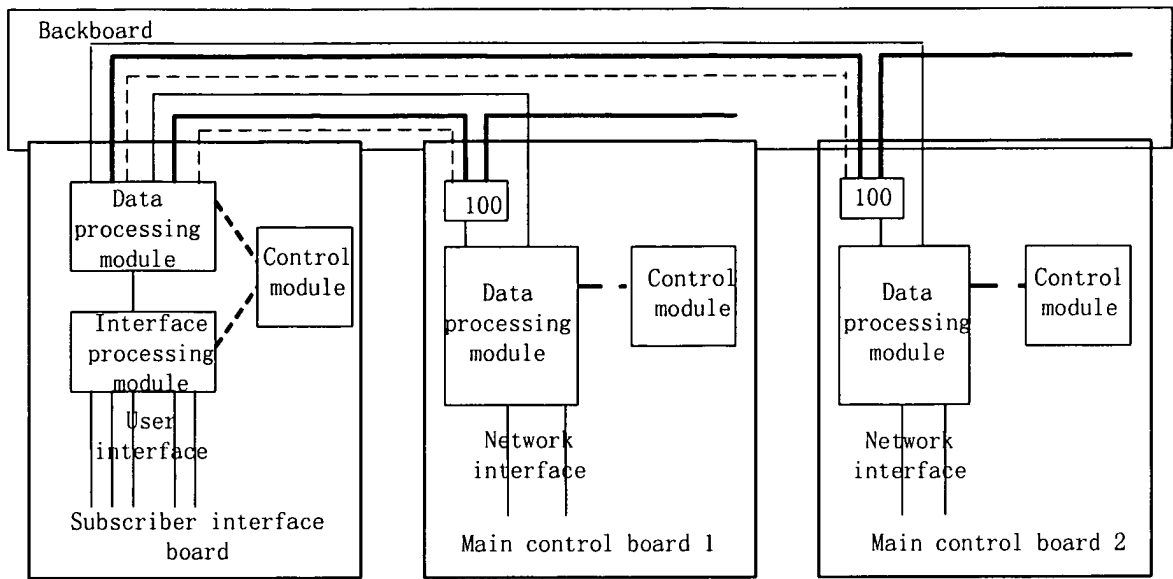 Backboard
Data
processing
module
Control
module
Interface
processing
module
User
interface
Subscriber interface
board
100
Data
processing
module
Control
module
Network
interface
Main control board 1
100
Data
processing
module
Control
module
Network
interface
Main control board 2